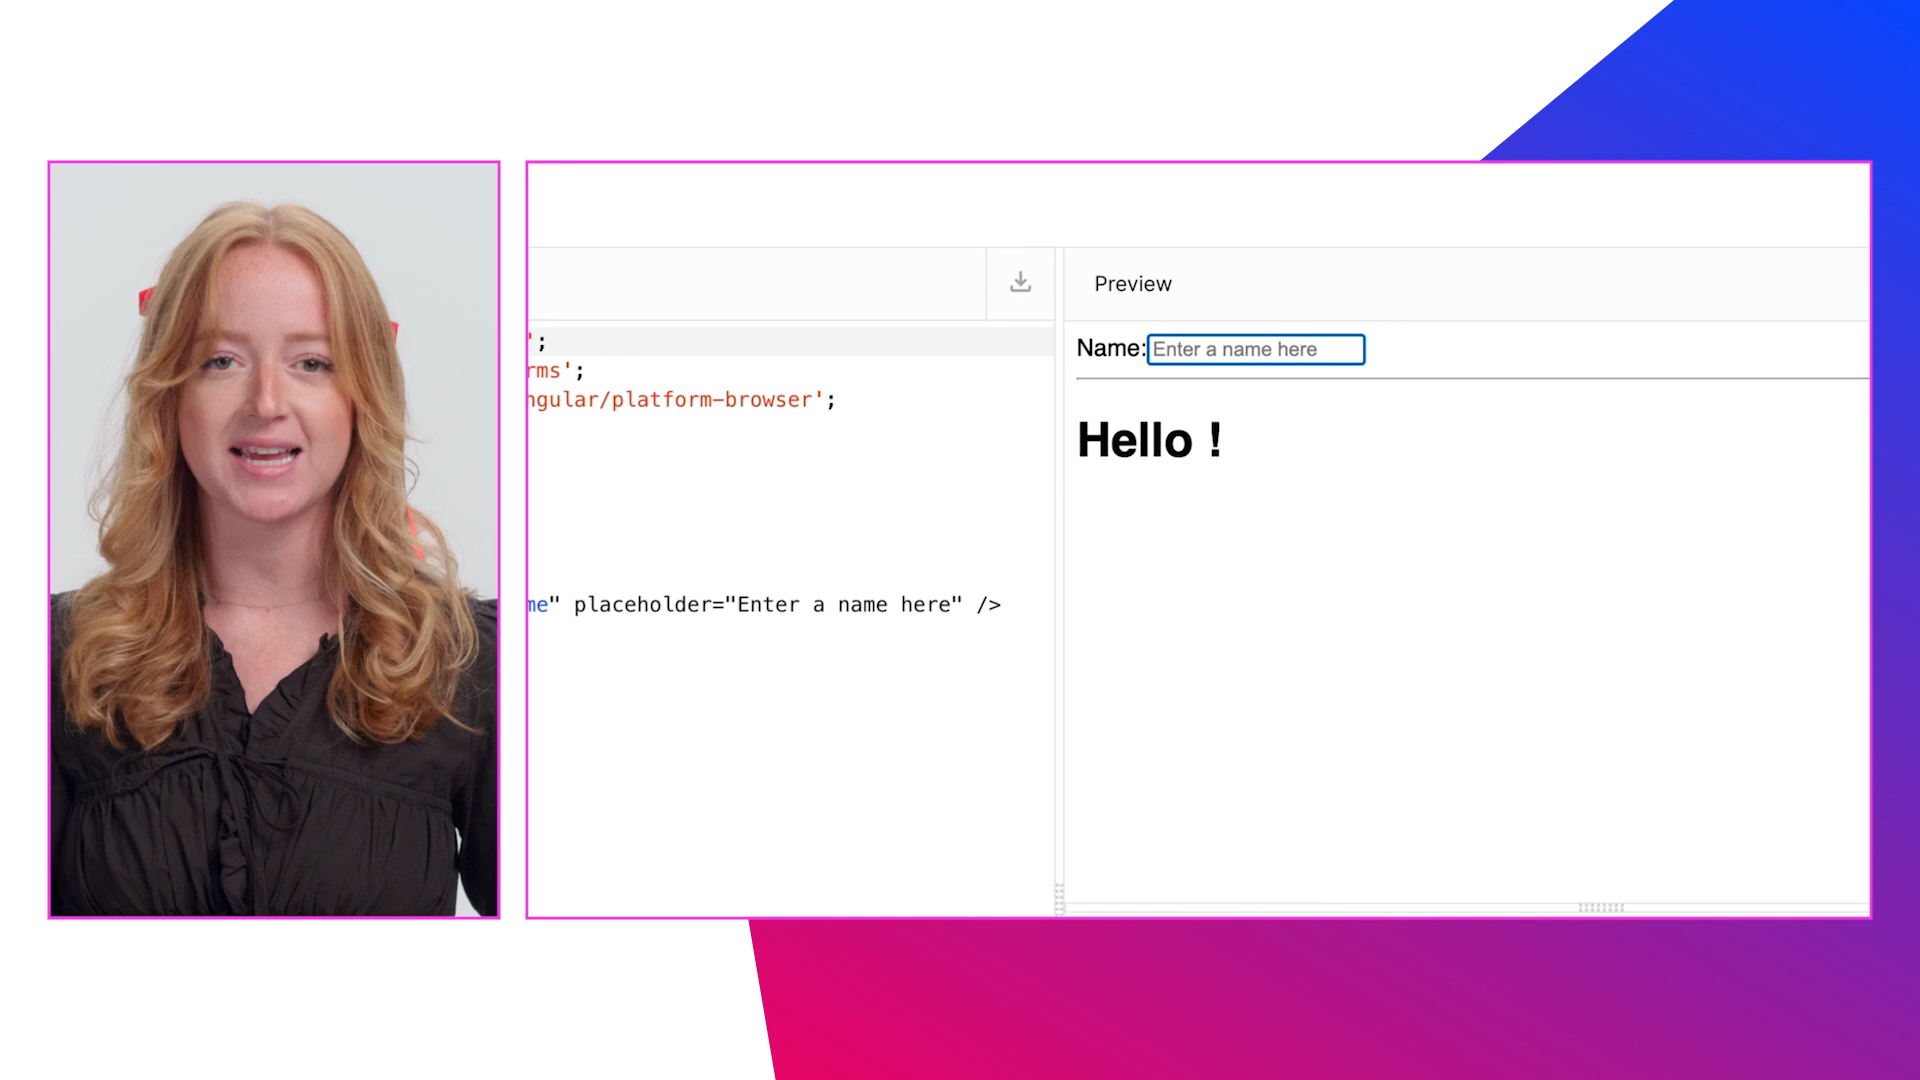 ';
rms';
ngular/platform-browser';
me" placeholder="Enter a name here" />
Preview
Name: Enter a name here
Hello !